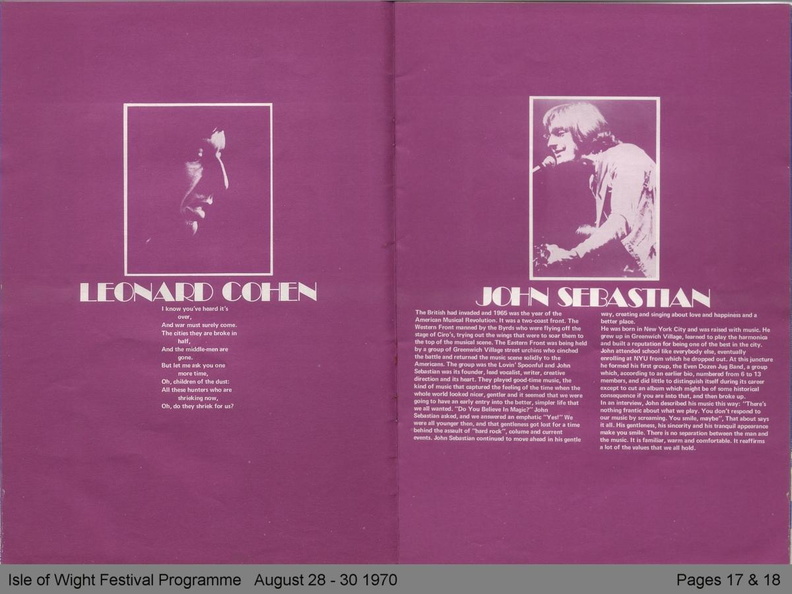 LEONARD COHEN
I know you've heard it's
over,
And war must surely come.
The cities they are broke in
half,
And the middle-men are
gone.
But let me ask you one
more time,
Oh, children of the dust:
All these hunters who are
shrieking now,
Oh, do they shriek for us?
JOHN SEBASTIAN
The British had invaded and 1965 was the year of the
American Musical Revolution. It was a two-coast front. The
Western Front manned by the Byrds who were flying off the
stage of Ciro's, trying out the wings that were to soar them to
the top of the musical scene. The Eastern Front was being held
by a group of Greenwich Village street urchins who cinched
the battle and returned the music scene solidly to the
Americans. The group was the Lovin' Spoonful and John
Sebastian was its founder, lead vocalist, writer, creative
direction and its heart. They played good-time music, the
kind of music that captured the feeling of the time when the
whole world looked nicer, gentler and it seemed that we were
going to have an early entry into the better, simpler life that
we all wanted. "Do You Believe In Magic?" John
Sebastian asked, and we answered an emphatic "Yes!" We
were all younger then, and that gentleness got lost for a time
behind the assault of "hard rock", volume and current
events. John Sebastian continued to move ahead in his gentle
way, creating and singing about love and happiness and a
better place.
He was born in New York City and was raised with music. He
grew up in Greenwich Village, learned to play the harmonica
and built a reputation for being one of the best in the city.
John attended school like everybody else, eventually
enrolling at NYU from which he dropped out. At this juncture
he formed his first group, the Even Dozen Jug Band, a group
which, according to an earlier bio, numbered from 6 to 13
members, and did little to distinguish itself during its career
except to cut an album which might be of some historical
consequence if you are into that, and then broke up.
In an interview, John described his music this way: "There's
nothing frantic about what we play. You don't respond to
our music by screaming. You smile, maybe", That about says
it all. His gentleness, his sincerity and his tranquil appearance
make you smile. There is no separation between the man and
the music. It is familiar, warm and comfortable. It reaffirms
a lot of the values that we all hold.
Isle of Wight Festival Programme August 28 - 30 1970
Pages 17 & 18